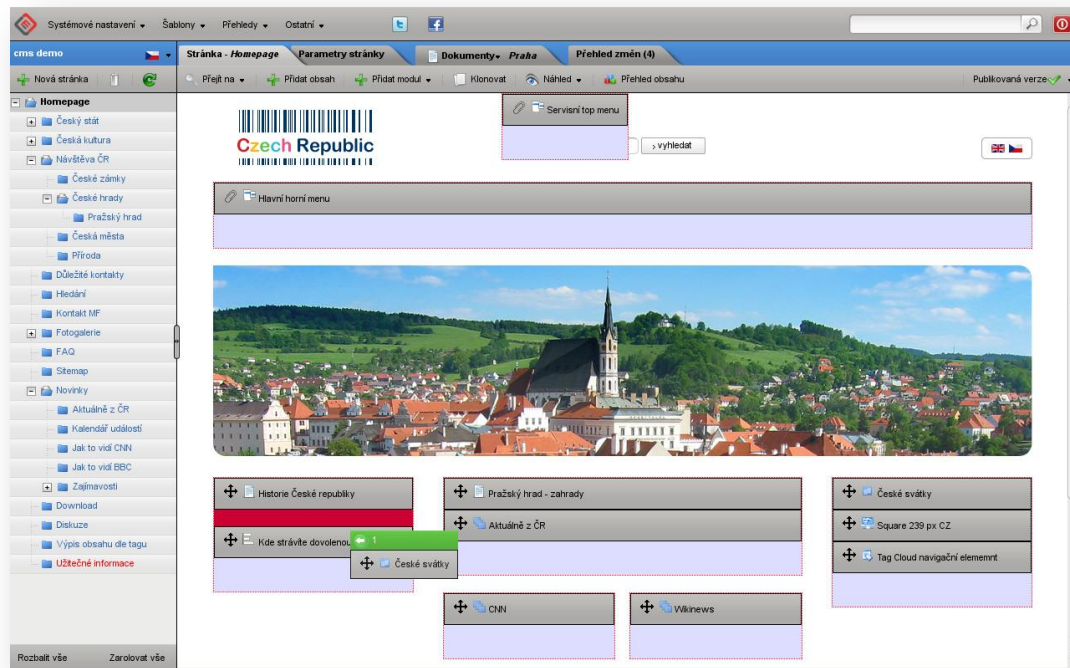 Systémové nastavení Šablony Přehledy Ostatní
cms demo
Stránka - Homepage Parametry stránky Dokumenty Praha Přehled změn (4)
Nová stránka
Přejít na Přidat obsah Přidat modul Klonovat Náhled Přehled obsahu Publikovaná verze
Homepage
Český stát
Česká kultura
Návštěva ČR
České zámky
České hrady
Pražský hrad
Česká města
Příroda
Důležité kontakty
Hledání
Kontakt MF
Fotogalerie
FAQ
Sitemap
Novinky
Aktuálně z ČR
Kalendář událostí
Jak to vidí CNN
Jak to vidí BBC
Zajímavosti
Download
Diskuze
Výpis obsahu dle tagu
Užitečné informace
Rozbalit vše Zarolovat vše
Servisní top menu
Czech Republic
› vyhledat
Hlavní horní menu
Historie České republiky
Kde strávíte dovolenou
1
České svátky
Pražský hrad - zahrady
Aktuálně z ČR
CNN
Wikinews
České svátky
Square 239 px CZ
Tag Cloud navigační elememnt